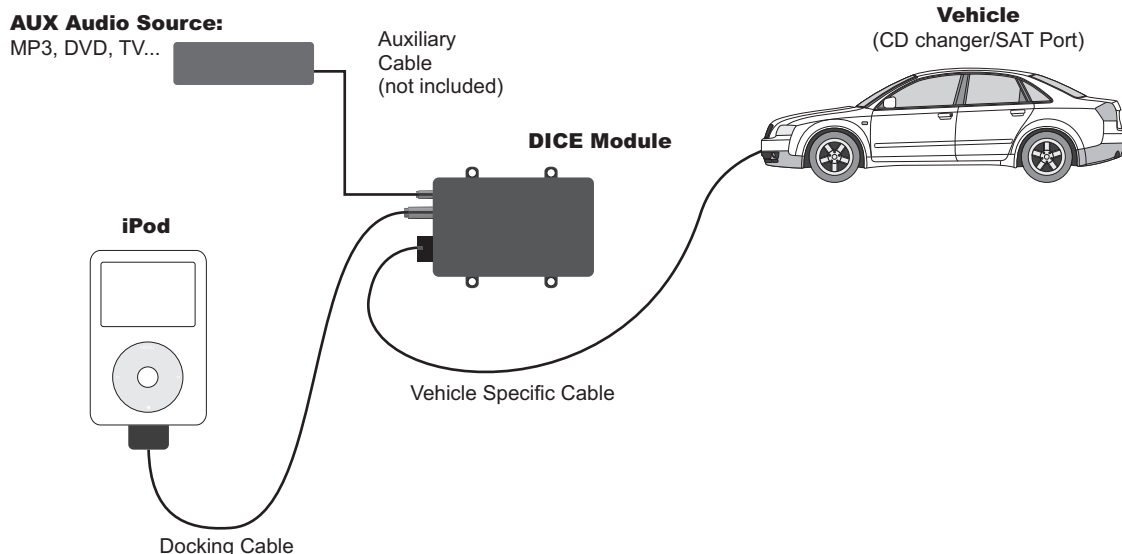 AUX Audio Source:
MP3, DVD, TV...
Auxiliary
Cable
(not included)
Vehicle
(CD changer/SAT Port)
DICE Module
iPod
Vehicle Specific Cable
Docking Cable